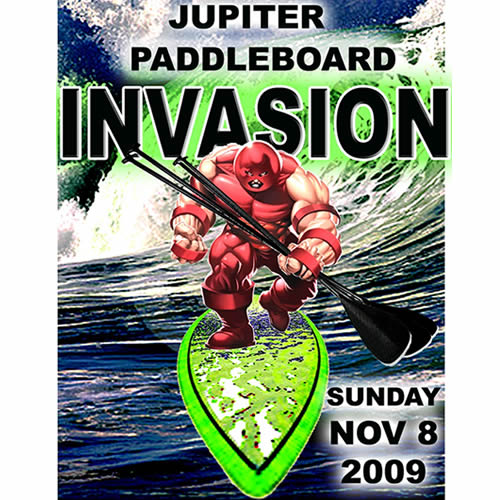 JUPITER
PADDLEBOARD
INVASION
SUNDAY
NOV 8
2009